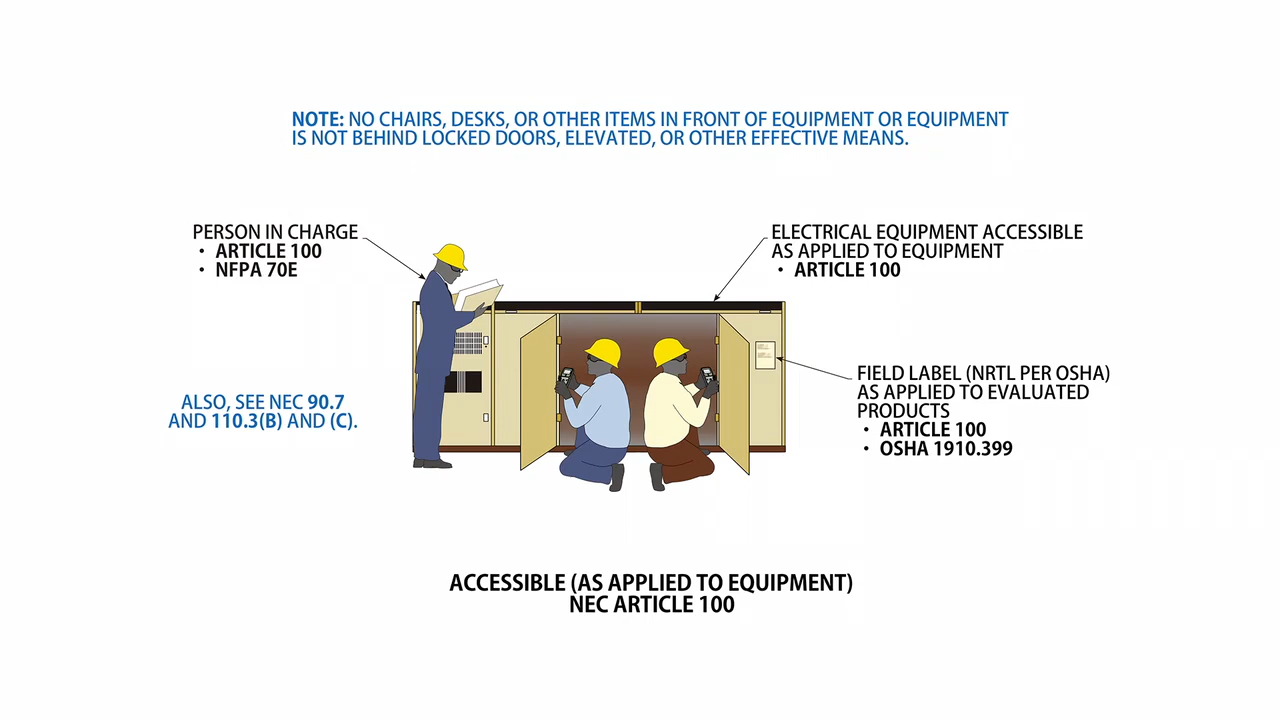 NOTE: NO CHAIRS, DESKS, OR OTHER ITEMS IN FRONT OF EQUIPMENT OR EQUIPMENT
IS NOT BEHIND LOCKED DOORS, ELEVATED, OR OTHER EFFECTIVE MEANS.
PERSON IN CHARGE
• ARTICLE 100
• NFPA 70E
ELECTRICAL EQUIPMENT ACCESSIBLE
AS APPLIED TO EQUIPMENT
• ARTICLE 100
FIELD LABEL (NRTL PER OSHA)
AS APPLIED TO EVALUATED
PRODUCTS
• ARTICLE 100
• OSHA 1910.399
ALSO, SEE NEC 90.7
AND 110.3(B) AND (C).
ACCESSIBLE (AS APPLIED TO EQUIPMENT)
NEC ARTICLE 100